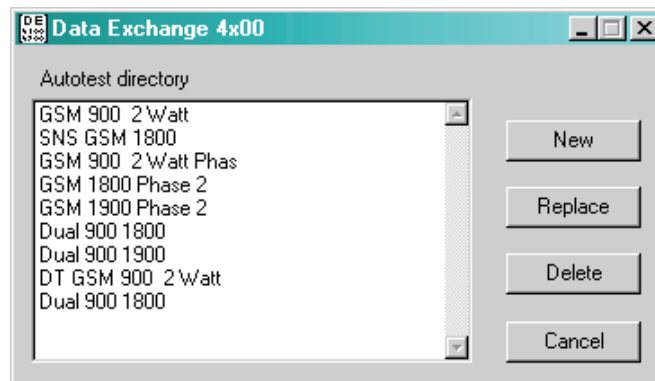 Data Exchange 4x00
Autotest directory
GSM 900  2 Watt
SNS GSM 1800
GSM 900  2 Watt Phas
GSM 1800 Phase 2
GSM 1900 Phase 2
Dual 900 1800
Dual 900 1900
DT GSM 900  2 Watt
Dual 900 1800
New
Replace
Delete
Cancel